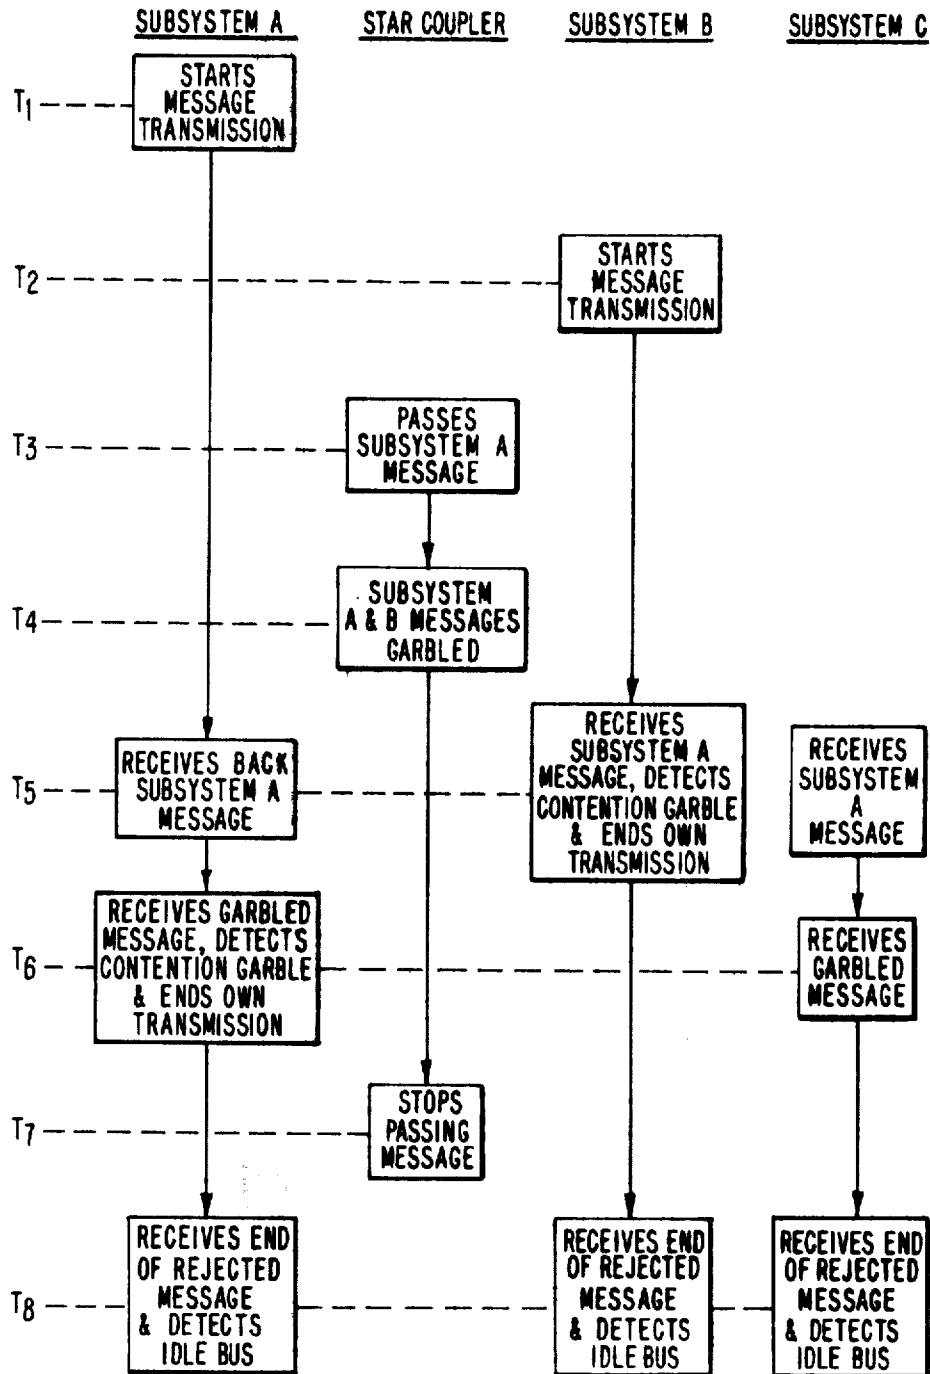 SUBSYSTEM A
STAR COUPLER
SUBSYSTEM B
SUBSYSTEM C
T1
STARTS
MESSAGE
TRANSMISSION
T2
STARTS
MESSAGE
TRANSMISSION
T3
PASSES
SUBSYSTEM A
MESSAGE
T4
SUBSYSTEM
A & B MESSAGES
GARBLED
T5
RECEIVES BACK
SUBSYSTEM A
MESSAGE
RECEIVES
SUBSYSTEM A
MESSAGE, DETECTS
CONTENTION GARBLE
& ENDS OWN
TRANSMISSION
RECEIVES
SUBSYSTEM
A
MESSAGE
T6
RECEIVES GARBLED
MESSAGE, DETECTS
CONTENTION GARBLE
& ENDS OWN
TRANSMISSION
RECEIVES
GARBLED
MESSAGE
T7
STOPS
PASSING
MESSAGE
T8
RECEIVES END
OF REJECTED
MESSAGE
& DETECTS
IDLE BUS
RECEIVES END
OF REJECTED
MESSAGE
& DETECTS
IDLE BUS
RECEIVES END
OF REJECTED
MESSAGE
& DETECTS
IDLE BUS